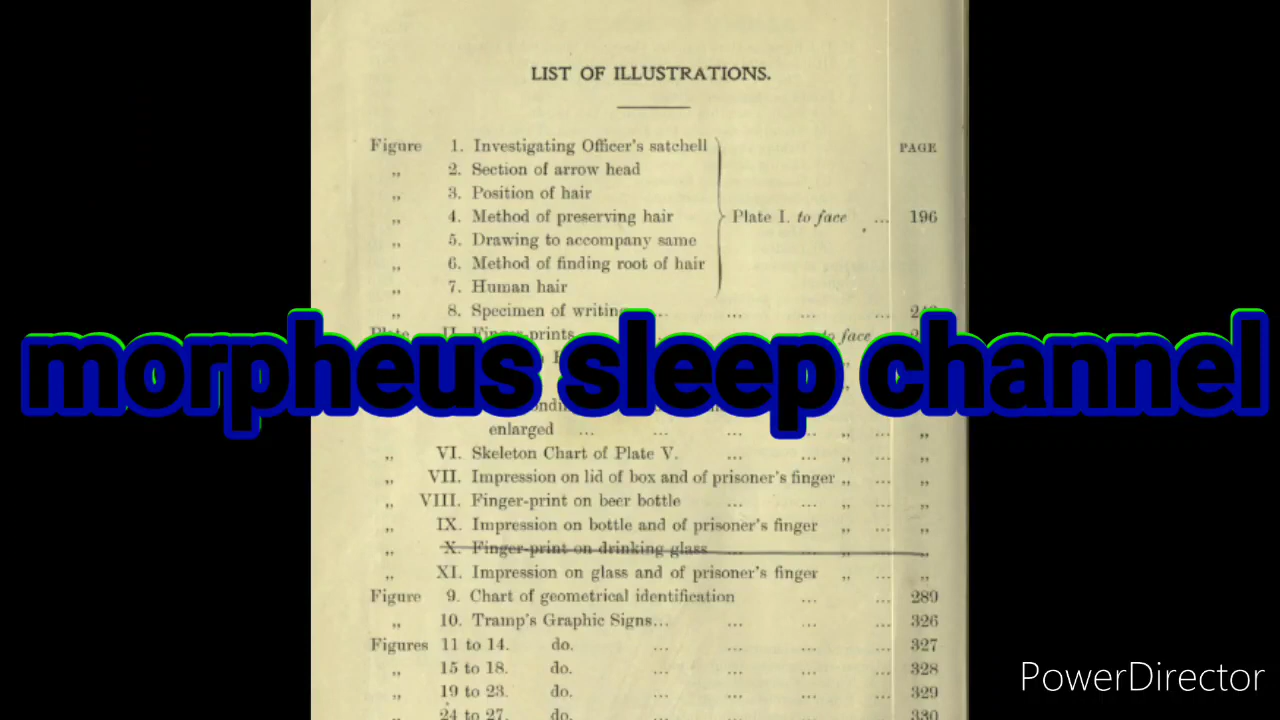 LIST OF ILLUSTRATIONS.
PAGE
Figure 1. Investigating Officer's satchell
„ 2. Section of arrow head
„ 3. Position of hair
„ 4. Method of preserving hair Plate I. to face ... 196
„ 5. Drawing to accompany same
„ 6. Method of finding root of hair
„ 7. Human hair
„ 8. Specimen of writing ... ... ... ...
Plate II. Finger-prints to face
morpheus sleep channel
enlarged ... ... ... „ ... „
„ VI. Skeleton Chart of Plate V. ... ... „ ... „
„ VII. Impression on lid of box and of prisoner's finger „ ... „
„ VIII. Finger-print on beer bottle ... ... „ ... „
„ IX. Impression on bottle and of prisoner's finger „ ... „
„ X. Finger-print on drinking glass ... ... „ ... „
„ XI. Impression on glass and of prisoner's finger „ ... „
Figure 9. Chart of geometrical identification ... ... 289
„ 10. Tramp's Graphic Signs... ... ... ... 326
Figures 11 to 14. do. ... ... ... ... 327
„ 15 to 18. do. ... ... ... ... 328
„ 19 to 23. do. ... ... ... ... 329
„ 24 to 27. do. ... ... ... ... 330
PowerDirector